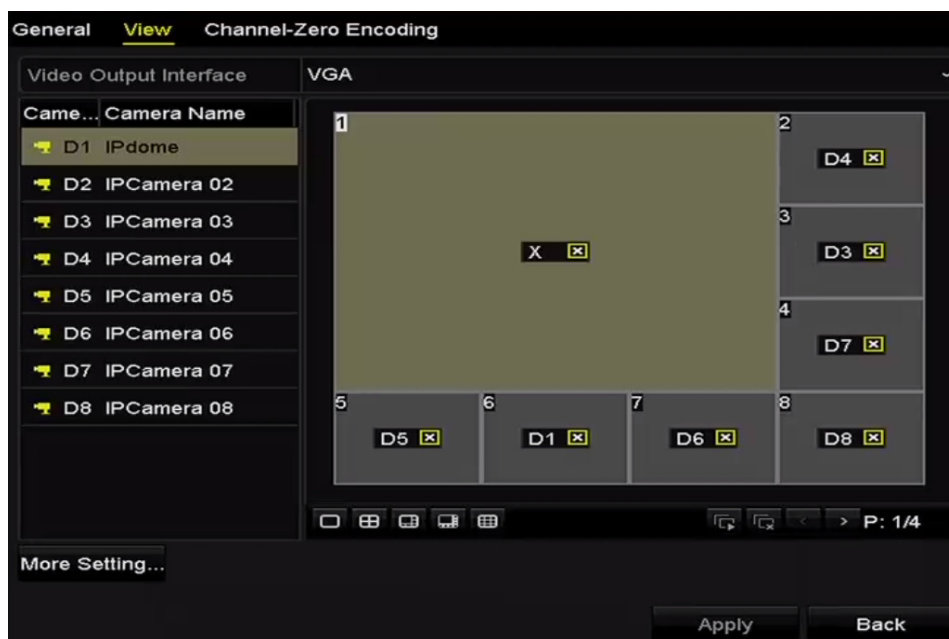 General View Channel-Zero Encoding
Video Output Interface VGA
Came... Camera Name
D1 IPdome
D2 IPCamera 02
D3 IPCamera 03
D4 IPCamera 04
D5 IPCamera 05
D6 IPCamera 06
D7 IPCamera 07
D8 IPCamera 08
1
X
2
D4
3
D3
4
D7
5
D5
6
D1
7
D6
8
D8
P: 1/4
More Setting...
Apply Back